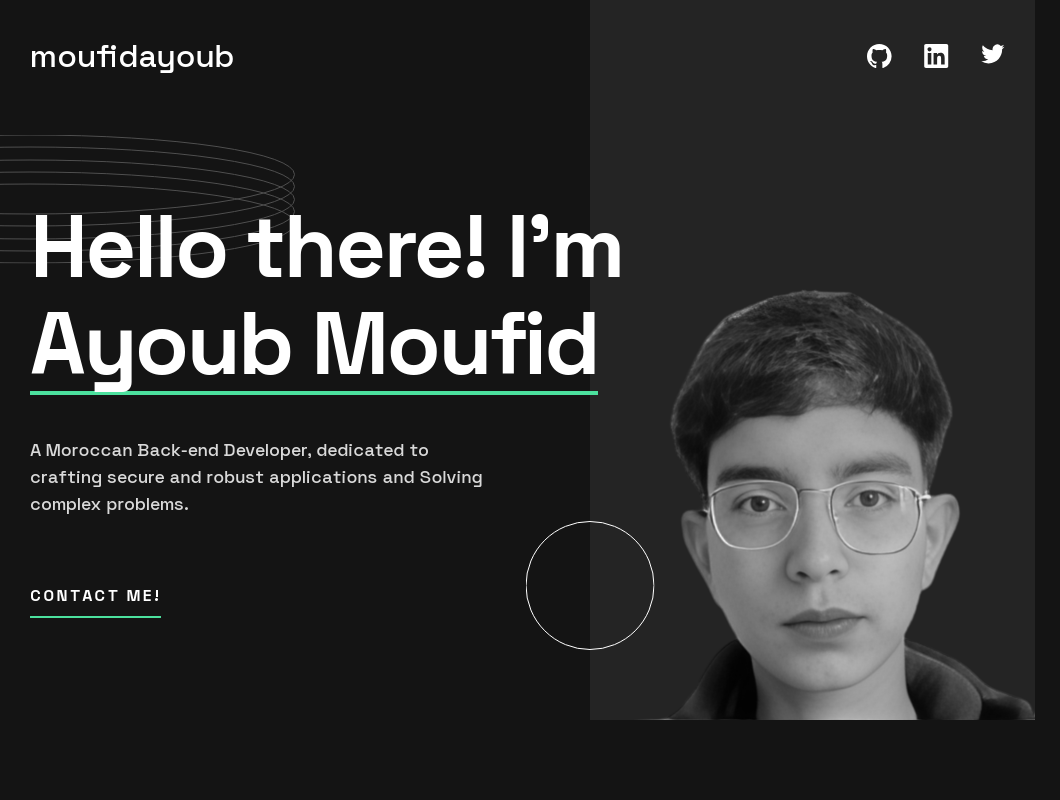 moufidayoub
Hello there! I’m
Ayoub Moufid
A Moroccan Back-end Developer, dedicated to
crafting secure and robust applications and Solving
complex problems.
CONTACT ME!